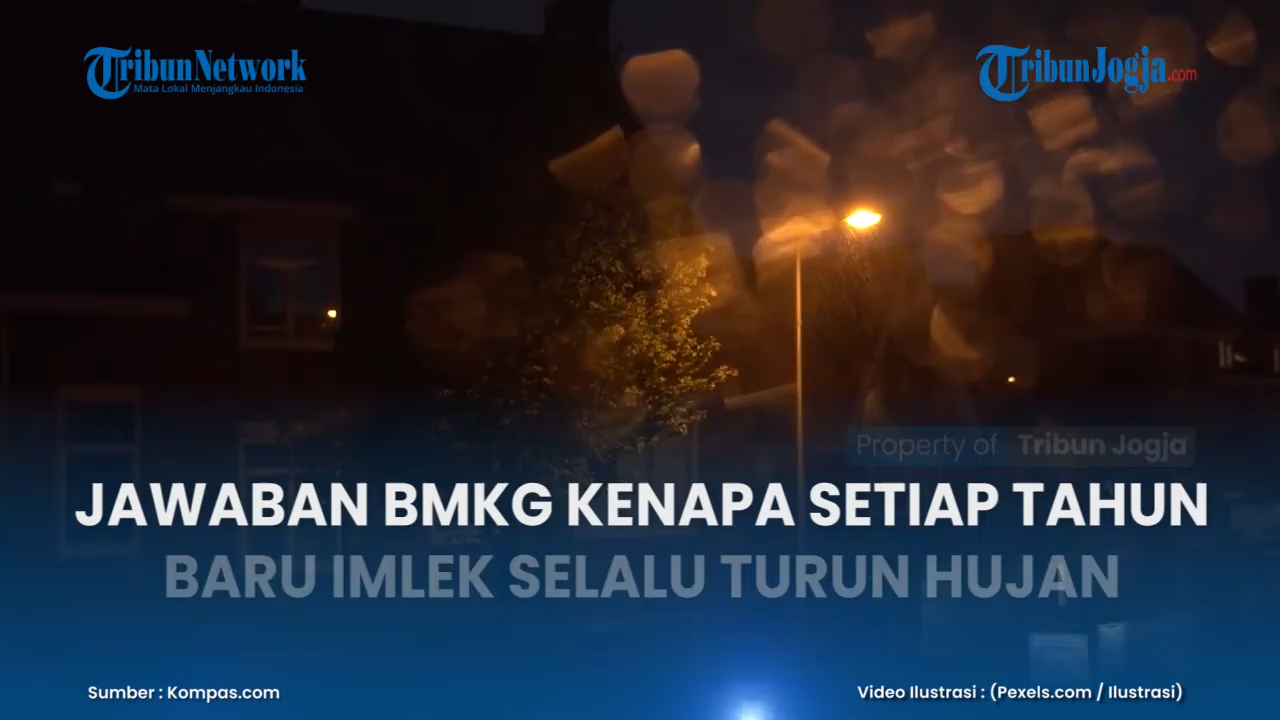 TribunNetwork
Mata Lokal Menjangkau Indonesia
TribunJogja.com
Property of Tribun Jogja
JAWABAN BMKG KENAPA SETIAP TAHUN
BARU IMLEK SELALU TURUN HUJAN
Sumber : Kompas.com
Video Ilustrasi : (Pexels.com / Ilustrasi)